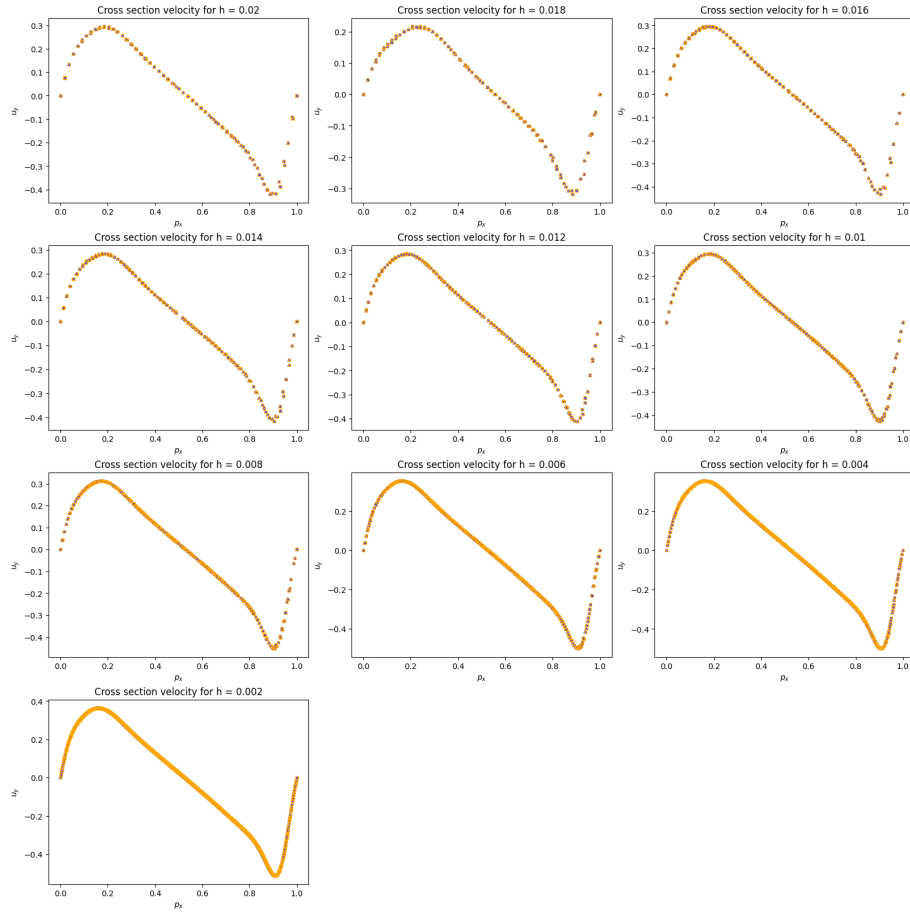 Cross section velocity for h = 0.02
0.3
0.2
0.1
0.0
−0.1
−0.2
−0.3
−0.4
u_y
0.0 0.2 0.4 0.6 0.8 1.0
p_x
Cross section velocity for h = 0.018
0.2
0.1
0.0
−0.1
−0.2
−0.3
u_y
0.0 0.2 0.4 0.6 0.8 1.0
p_x
Cross section velocity for h = 0.016
0.3
0.2
0.1
0.0
−0.1
−0.2
−0.3
−0.4
u_y
0.0 0.2 0.4 0.6 0.8 1.0
p_x
Cross section velocity for h = 0.014
0.3
0.2
0.1
0.0
−0.1
−0.2
−0.3
−0.4
u_y
0.0 0.2 0.4 0.6 0.8 1.0
p_x
Cross section velocity for h = 0.012
0.3
0.2
0.1
0.0
−0.1
−0.2
−0.3
−0.4
u_y
0.0 0.2 0.4 0.6 0.8 1.0
p_x
Cross section velocity for h = 0.01
0.3
0.2
0.1
0.0
−0.1
−0.2
−0.3
−0.4
u_y
0.0 0.2 0.4 0.6 0.8 1.0
p_x
Cross section velocity for h = 0.008
0.3
0.2
0.1
0.0
−0.1
−0.2
−0.3
−0.4
u_y
0.0 0.2 0.4 0.6 0.8 1.0
p_x
Cross section velocity for h = 0.006
0.2
0.0
−0.2
−0.4
u_y
0.0 0.2 0.4 0.6 0.8 1.0
p_x
Cross section velocity for h = 0.004
0.2
0.0
−0.2
−0.4
u_y
0.0 0.2 0.4 0.6 0.8 1.0
p_x
Cross section velocity for h = 0.002
0.4
0.2
0.0
−0.2
−0.4
u_y
0.0 0.2 0.4 0.6 0.8 1.0
p_x